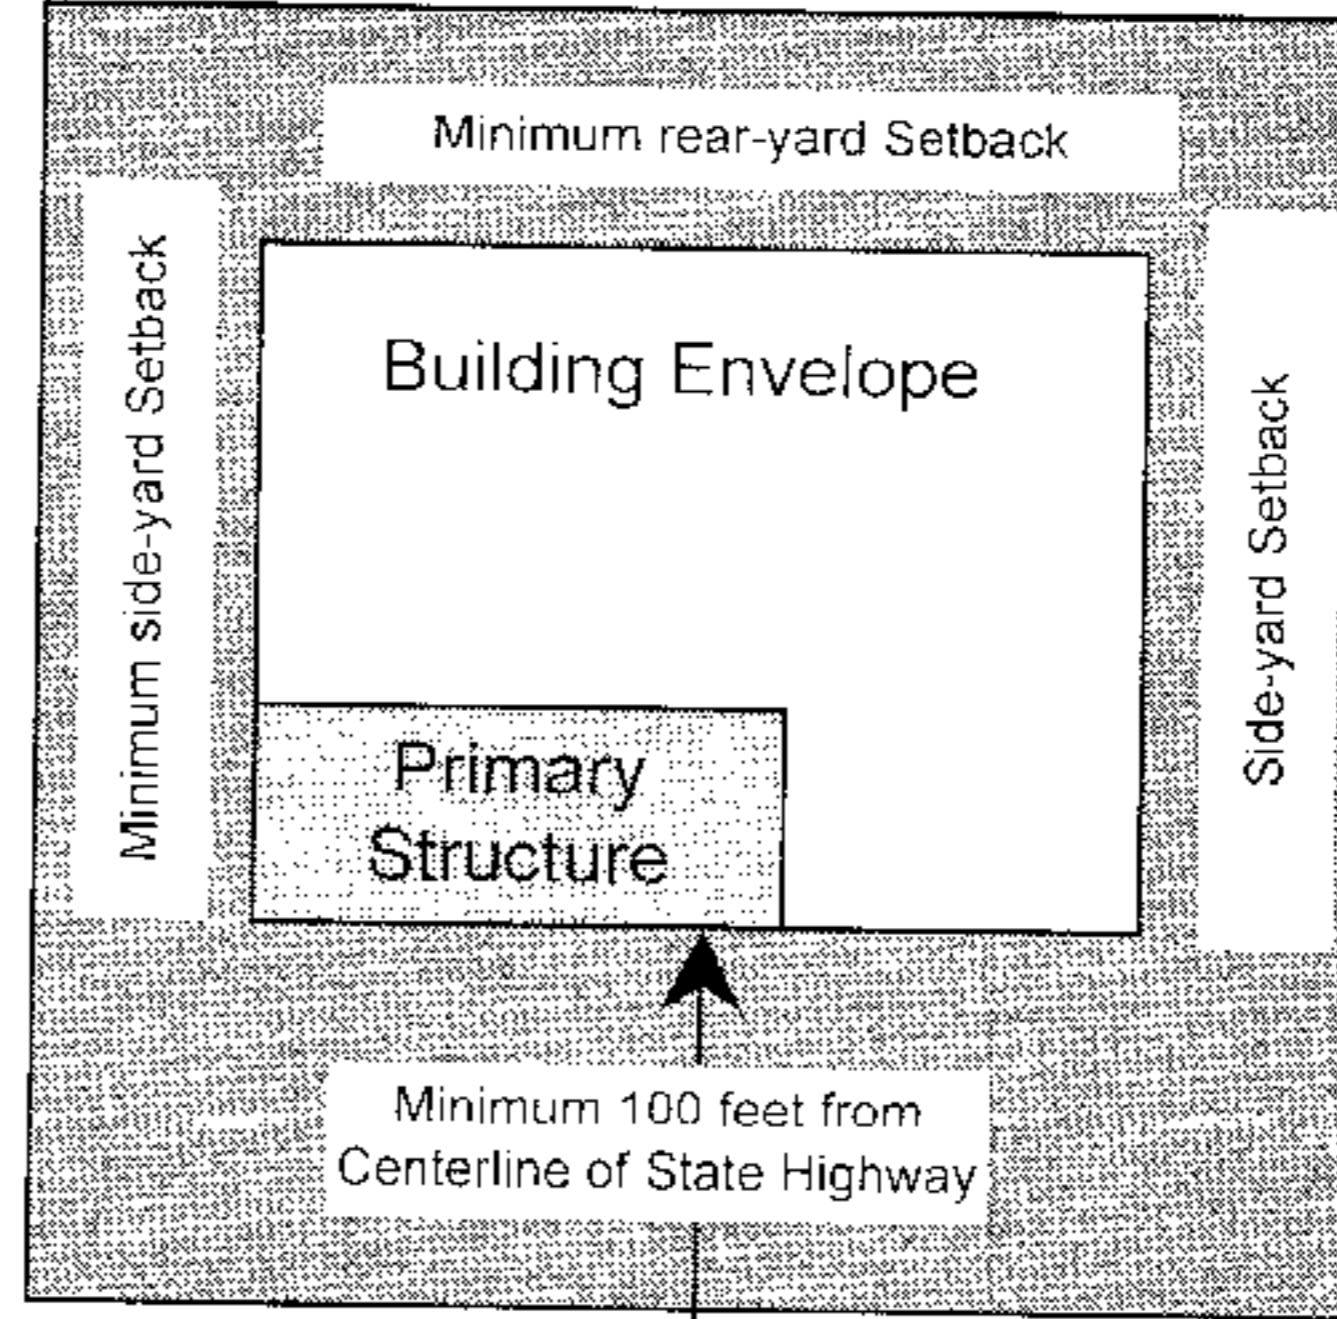 Minimum rear-yard Setback
Minimum side-yard Setback
Building Envelope
Side-yard Setback
Primary
Structure
Minimum 100 feet from
Centerline of State Highway